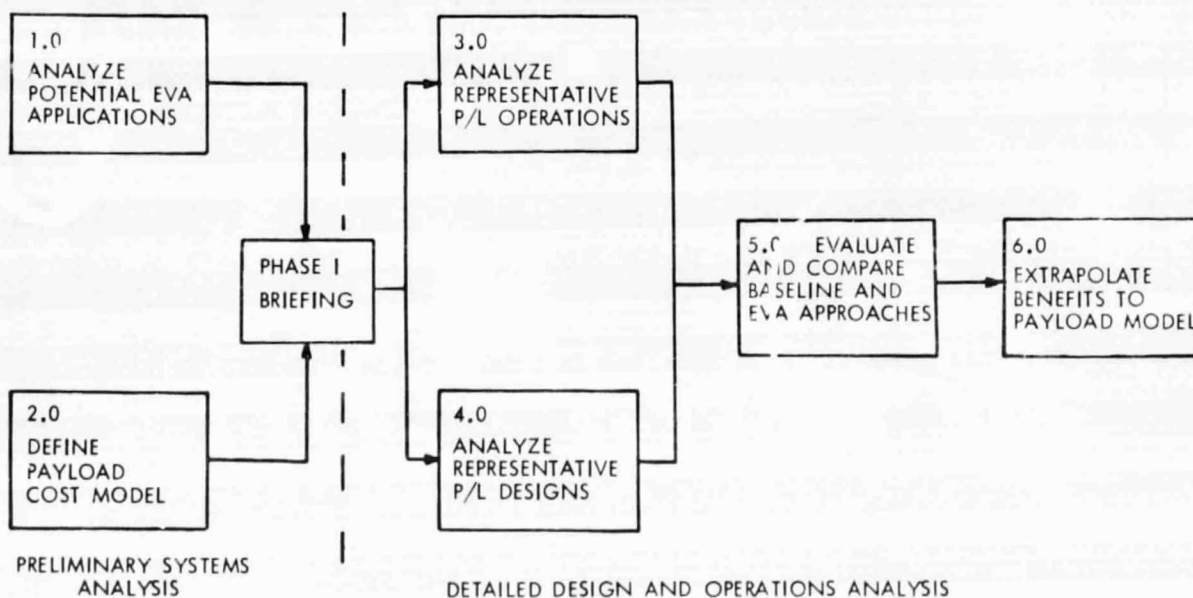 1.0
ANALYZE
POTENTIAL EVA
APPLICATIONS
3.0
ANALYZE
REPRESENTATIVE
P/L OPERATIONS
PHASE I
BRIEFING
5.0 EVALUATE
AND COMPARE
BASELINE AND
EVA APPROACHES
6.0
EXTRAPOLATE
BENEFITS TO
PAYLOAD MODEL
2.0
DEFINE
PAYLOAD
COST MODEL
4.0
ANALYZE
REPRESENTATIVE
P/L DESIGNS
PRELIMINARY SYSTEMS
ANALYSIS
DETAILED DESIGN AND OPERATIONS ANALYSIS